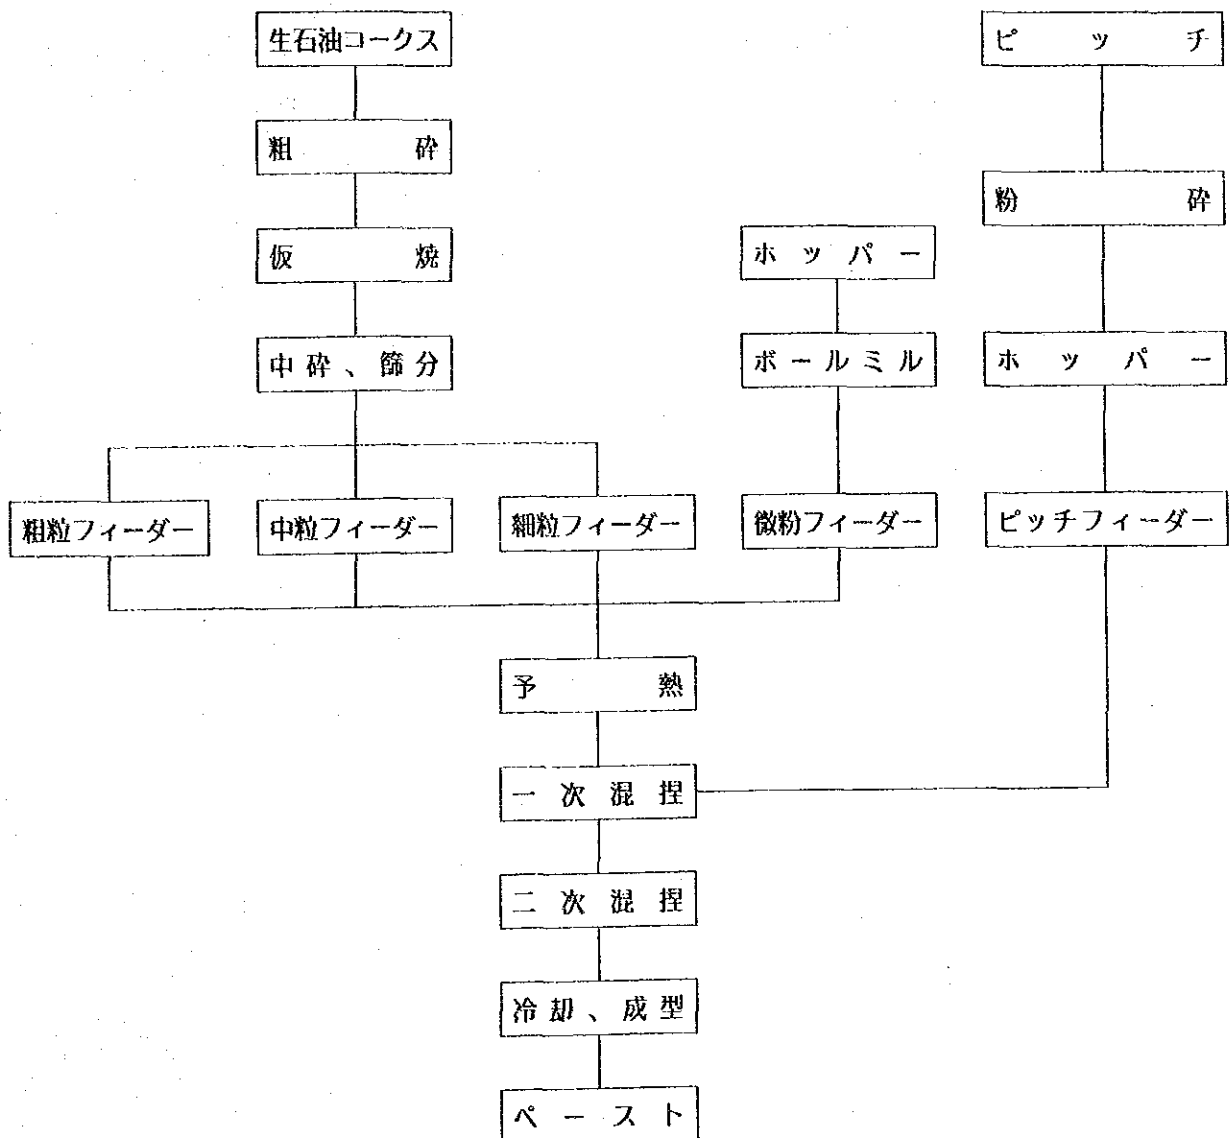 生石油コークス
ピッチ
粗砕
粉砕
仮焼
ホッパー
中砕、篩分
ボールミル
ホッパー
粗粒フィーダー
中粒フィーダー
細粒フィーダー
微粉フィーダー
ピッチフィーダー
予熱
一次混捏
二次混捏
冷却、成型
ペースト